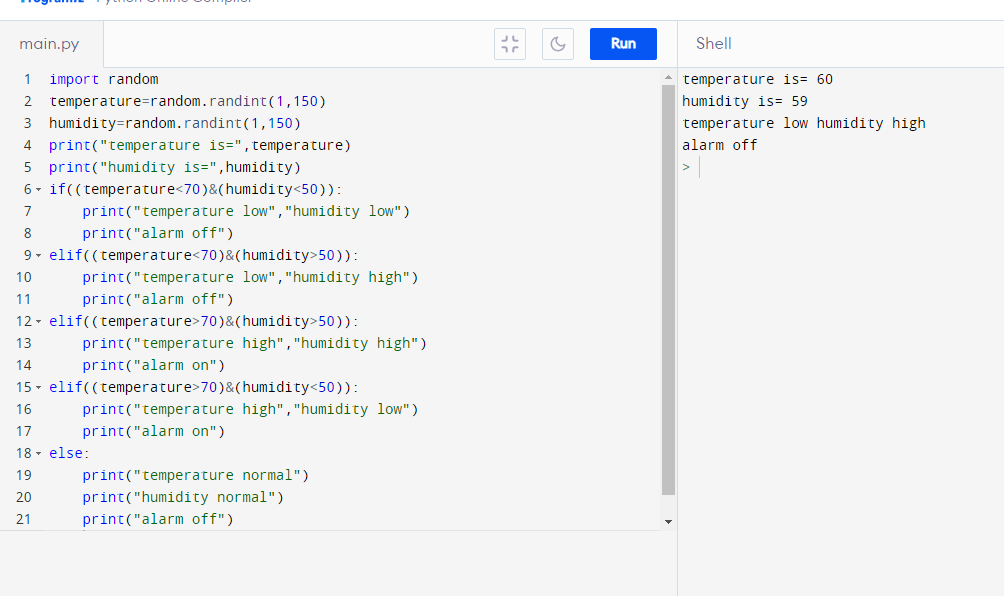 main.py
Run
Shell
1 import random
2 temperature=random.randint(1,150)
3 humidity=random.randint(1,150)
4 print("temperature is=",temperature)
5 print("humidity is=",humidity)
6 if((temperature<70)&(humidity<50)):
7     print("temperature low","humidity low")
8     print("alarm off")
9 elif((temperature<70)&(humidity>50)):
10     print("temperature low","humidity high")
11     print("alarm off")
12 elif((temperature>70)&(humidity>50)):
13     print("temperature high","humidity high")
14     print("alarm on")
15 elif((temperature>70)&(humidity<50)):
16     print("temperature high","humidity low")
17     print("alarm on")
18 else:
19     print("temperature normal")
20     print("humidity normal")
21     print("alarm off")
temperature is= 60
humidity is= 59
temperature low humidity high
alarm off
>